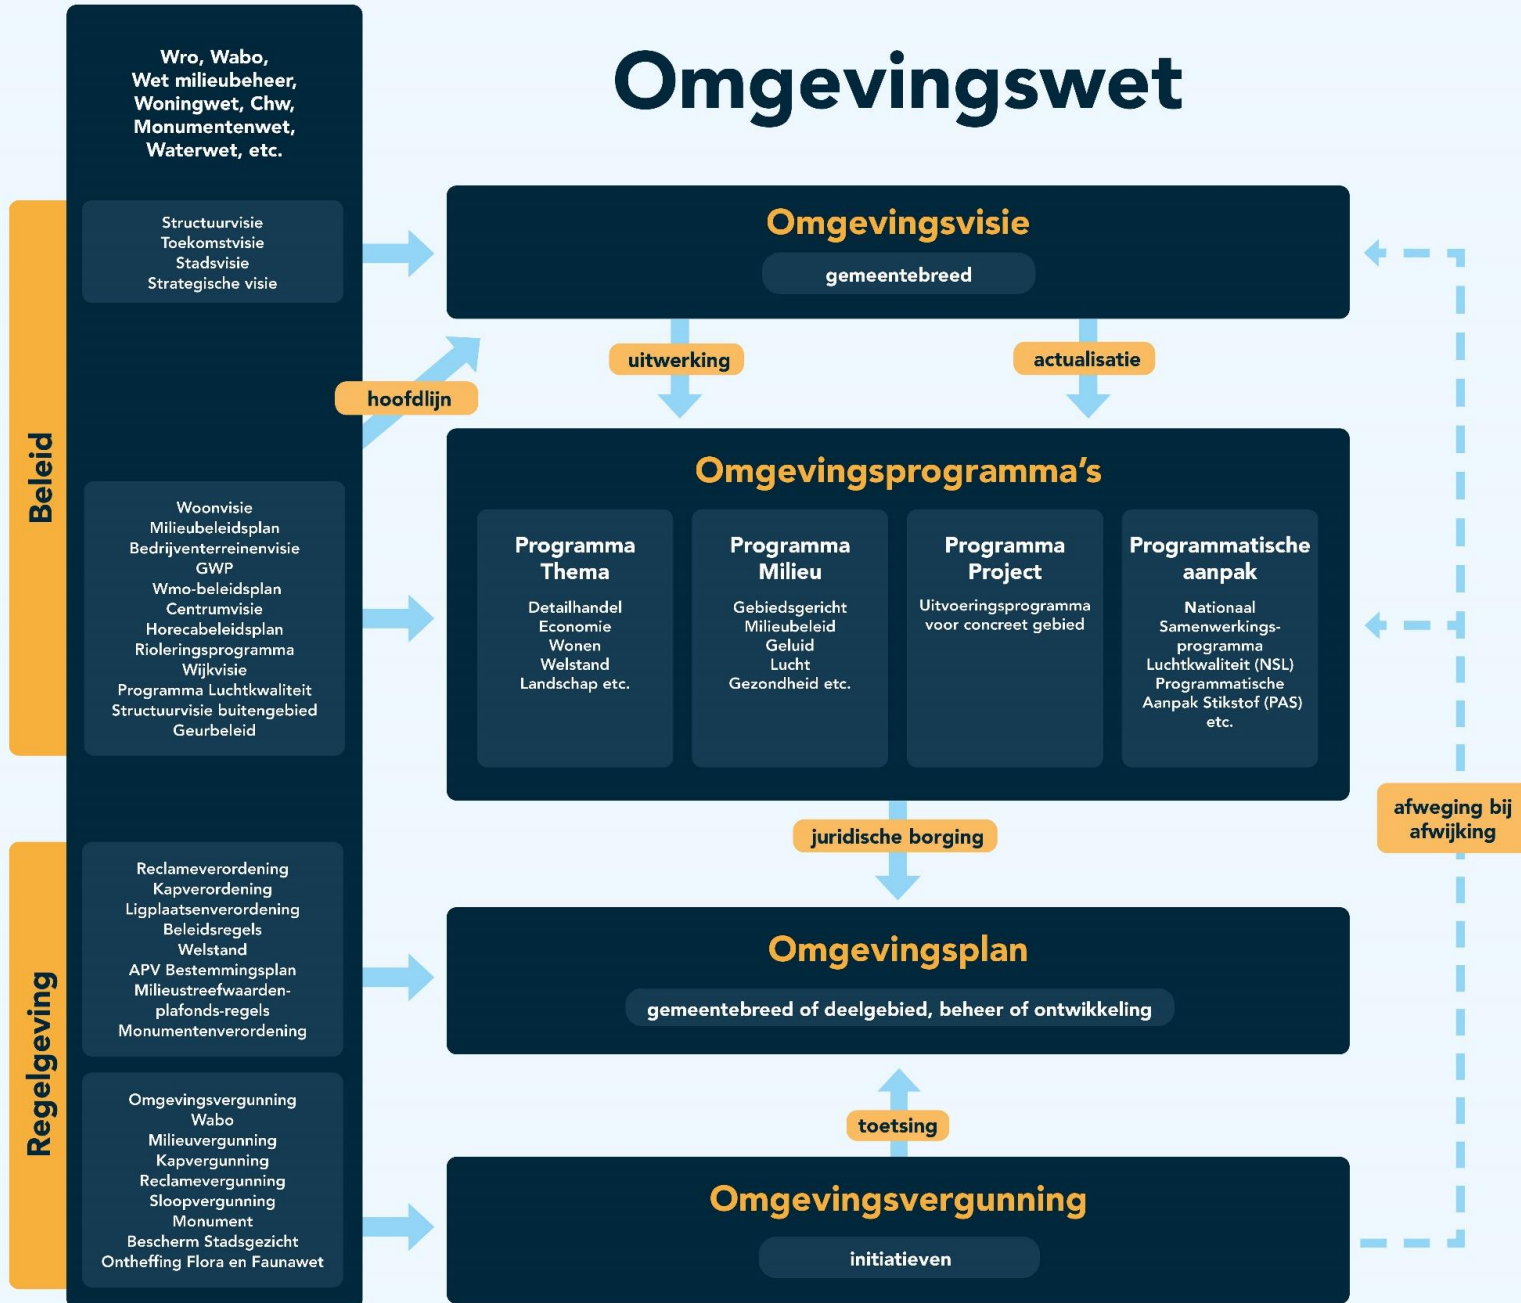 Omgevingswet
Wro, Wabo,
Wet milieubeheer,
Woningwet, Chw,
Monumentenwet,
Waterwet, etc.
Beleid
Structuurvisie
Toekomstvisie
Stadsvisie
Strategische visie
hoofdlijn
Woonvisie
Milieubeleidsplan
Bedrijventerreinenvisie
GWP
Wmo-beleidsplan
Centrumvisie
Horecabeleidsplan
Rioleringsprogramma
Wijkvisie
Programma Luchtkwaliteit
Structuurvisie buitengebied
Geurbeleid
Regelgeving
Reclameverordening
Kapverordening
Ligplaatsenverordening
Beleidsregels
Welstand
APV Bestemmingsplan
Milieustreefwaarden-
plafonds-regels
Monumentenverordening
Omgevingsvergunning
Wabo
Milieuvergunning
Kapvergunning
Reclamevergunning
Sloopvergunning
Monument
Bescherm Stadsgezicht
Ontheffing Flora en Faunawet
Omgevingsvisie
gemeentebreed
uitwerking
actualisatie
Omgevingsprogramma's
Programma
Thema
Detailhandel
Economie
Wonen
Welstand
Landschap etc.
Programma
Milieu
Gebiedsgericht
Milieubeleid
Geluid
Lucht
Gezondheid etc.
Programma
Project
Uitvoeringsprogramma
voor concreet gebied
Programmatische
aanpak
Nationaal
Samenwerkings-
programma
Luchtkwaliteit (NSL)
Programmatische
Aanpak Stikstof (PAS)
etc.
juridische borging
Omgevingsplan
gemeentebreed of deelgebied, beheer of ontwikkeling
toetsing
Omgevingsvergunning
initiatieven
afweging bij
afwijking